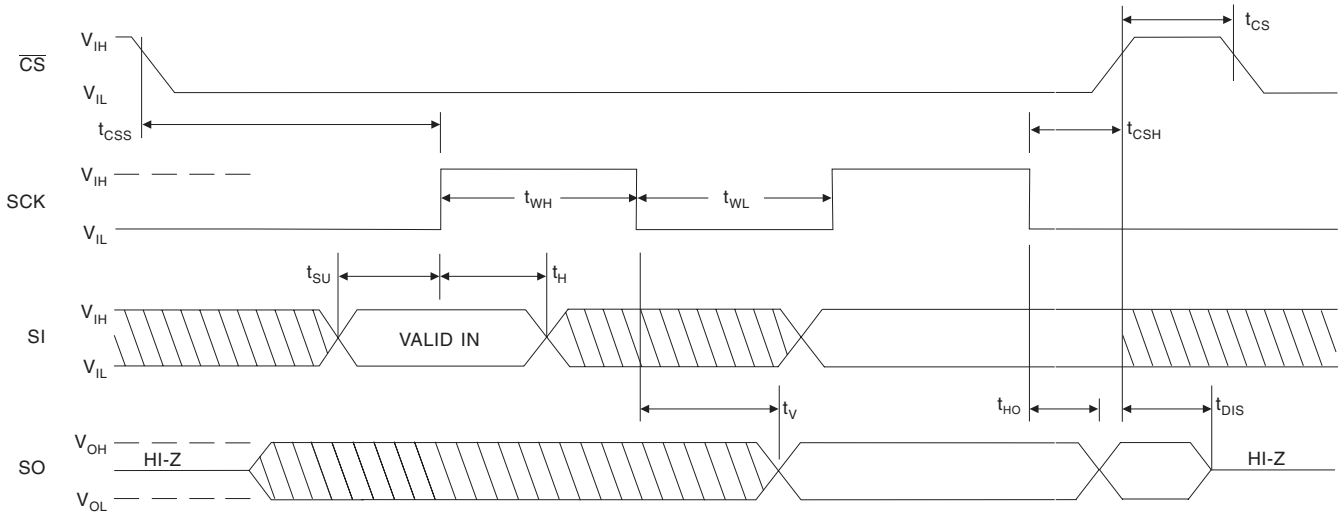 t_CS
V_IH
C̅S̅
V_IL
t_CSS
t_CSH
V_IH
SCK
t_WH
t_WL
V_IL
t_SU
t_H
V_IH
SI
VALID IN
V_IL
t_V
t_HO
t_DIS
V_OH
SO
HI-Z
HI-Z
V_OL